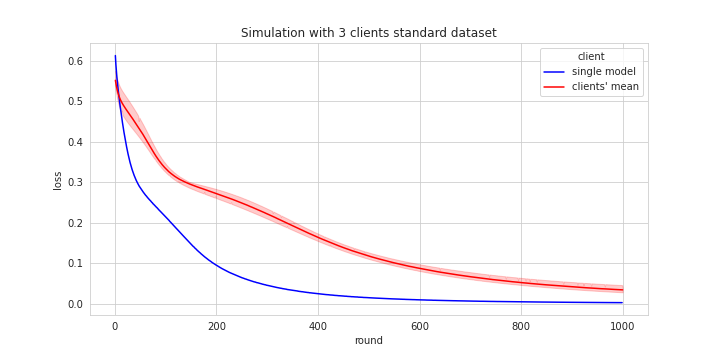 Simulation with 3 clients standard dataset
client
single model
clients' mean
loss
0.6
0.5
0.4
0.3
0.2
0.1
0.0
0 200 400 600 800 1000
round